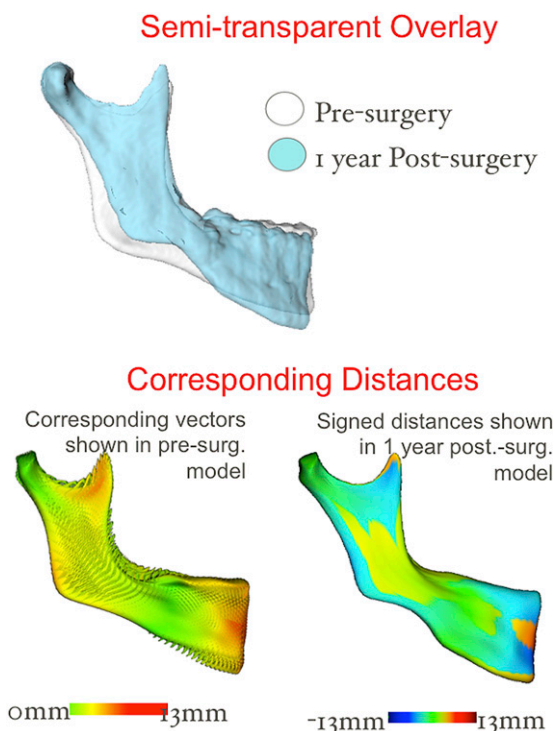 Semi-transparent Overlay
Pre-surgery
1 year Post-surgery
Corresponding Distances
Corresponding vectors
shown in pre-surg.
model
Signed distances shown
in 1 year post.-surg.
model
0mm 13mm
-13mm 13mm